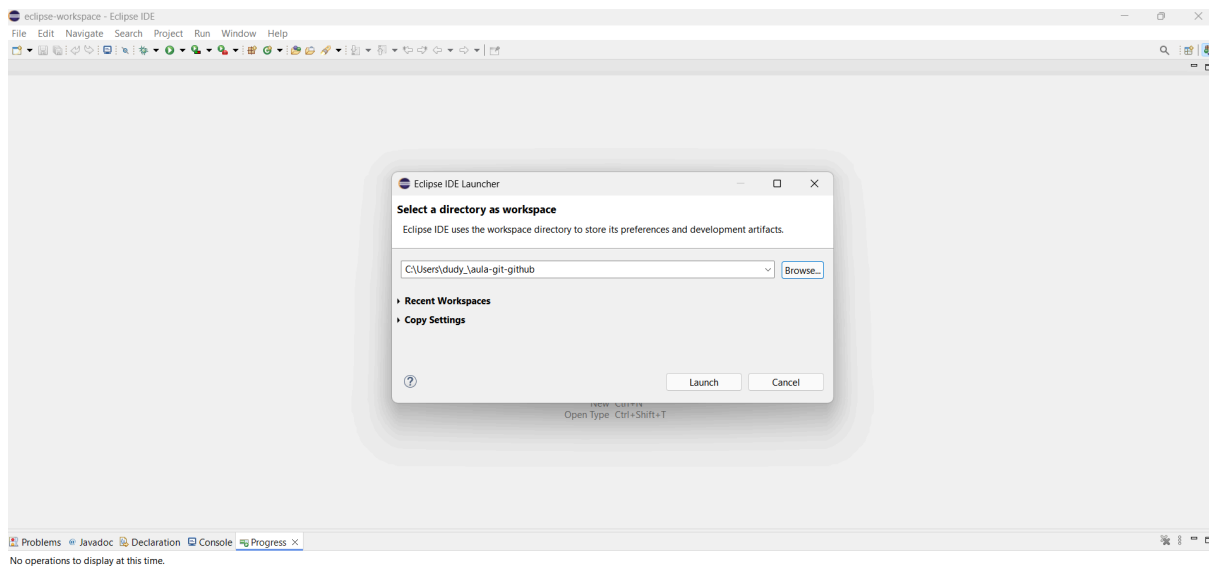 eclipse-workspace - Eclipse IDE
File Edit Navigate Search Project Run Window Help
Eclipse IDE Launcher
Select a directory as workspace
Eclipse IDE uses the workspace directory to store its preferences and development artifacts.
C:\Users\dudy_\aula-git-github
Browse...
Recent Workspaces
Copy Settings
Launch Cancel
New Ctrl+N
Open Type Ctrl+Shift+T
Problems Javadoc Declaration Console Progress
No operations to display at this time.